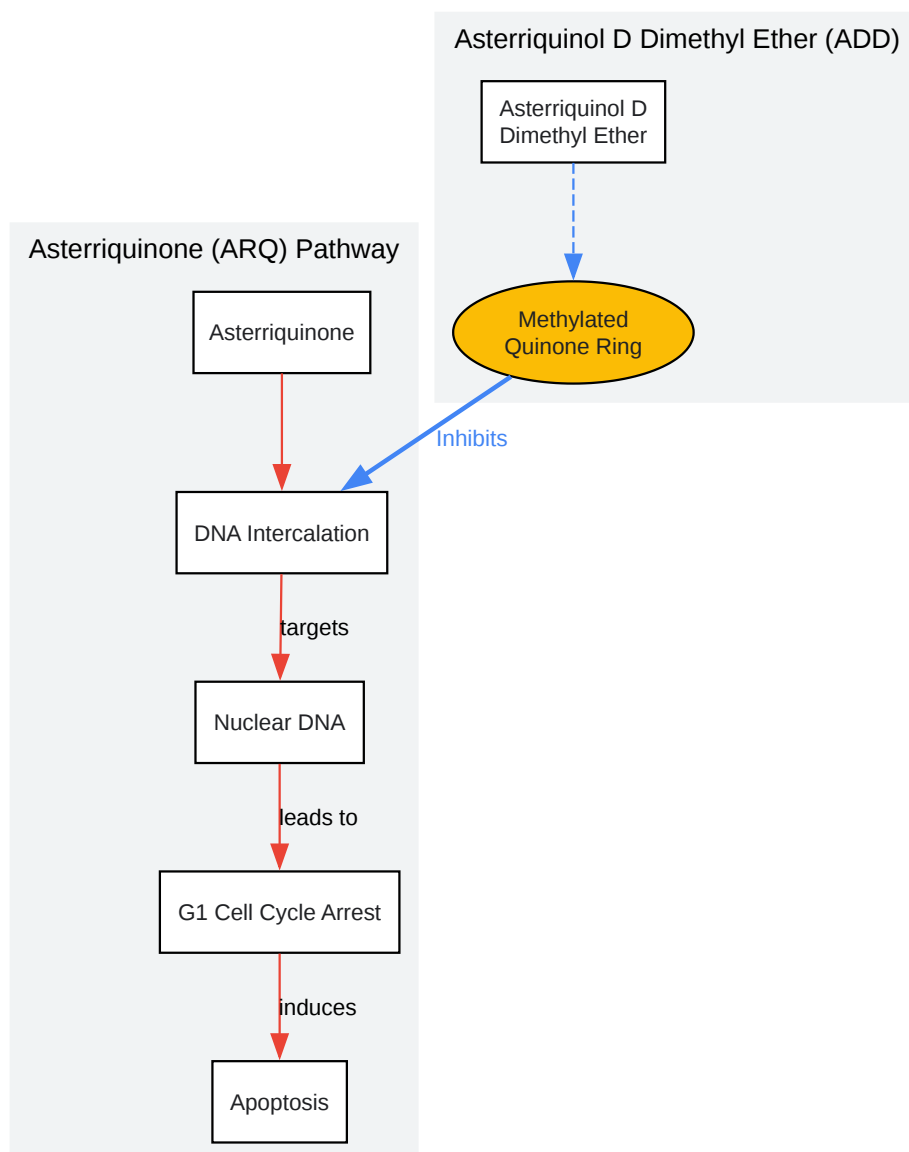 Asterriquinol D Dimethyl Ether (ADD)
Asterriquinol D
Dimethyl Ether
Methylated
Quinone Ring
Inhibits
Asterriquinone (ARQ) Pathway
Asterriquinone
DNA Intercalation
targets
Nuclear DNA
leads to
G1 Cell Cycle Arrest
induces
Apoptosis